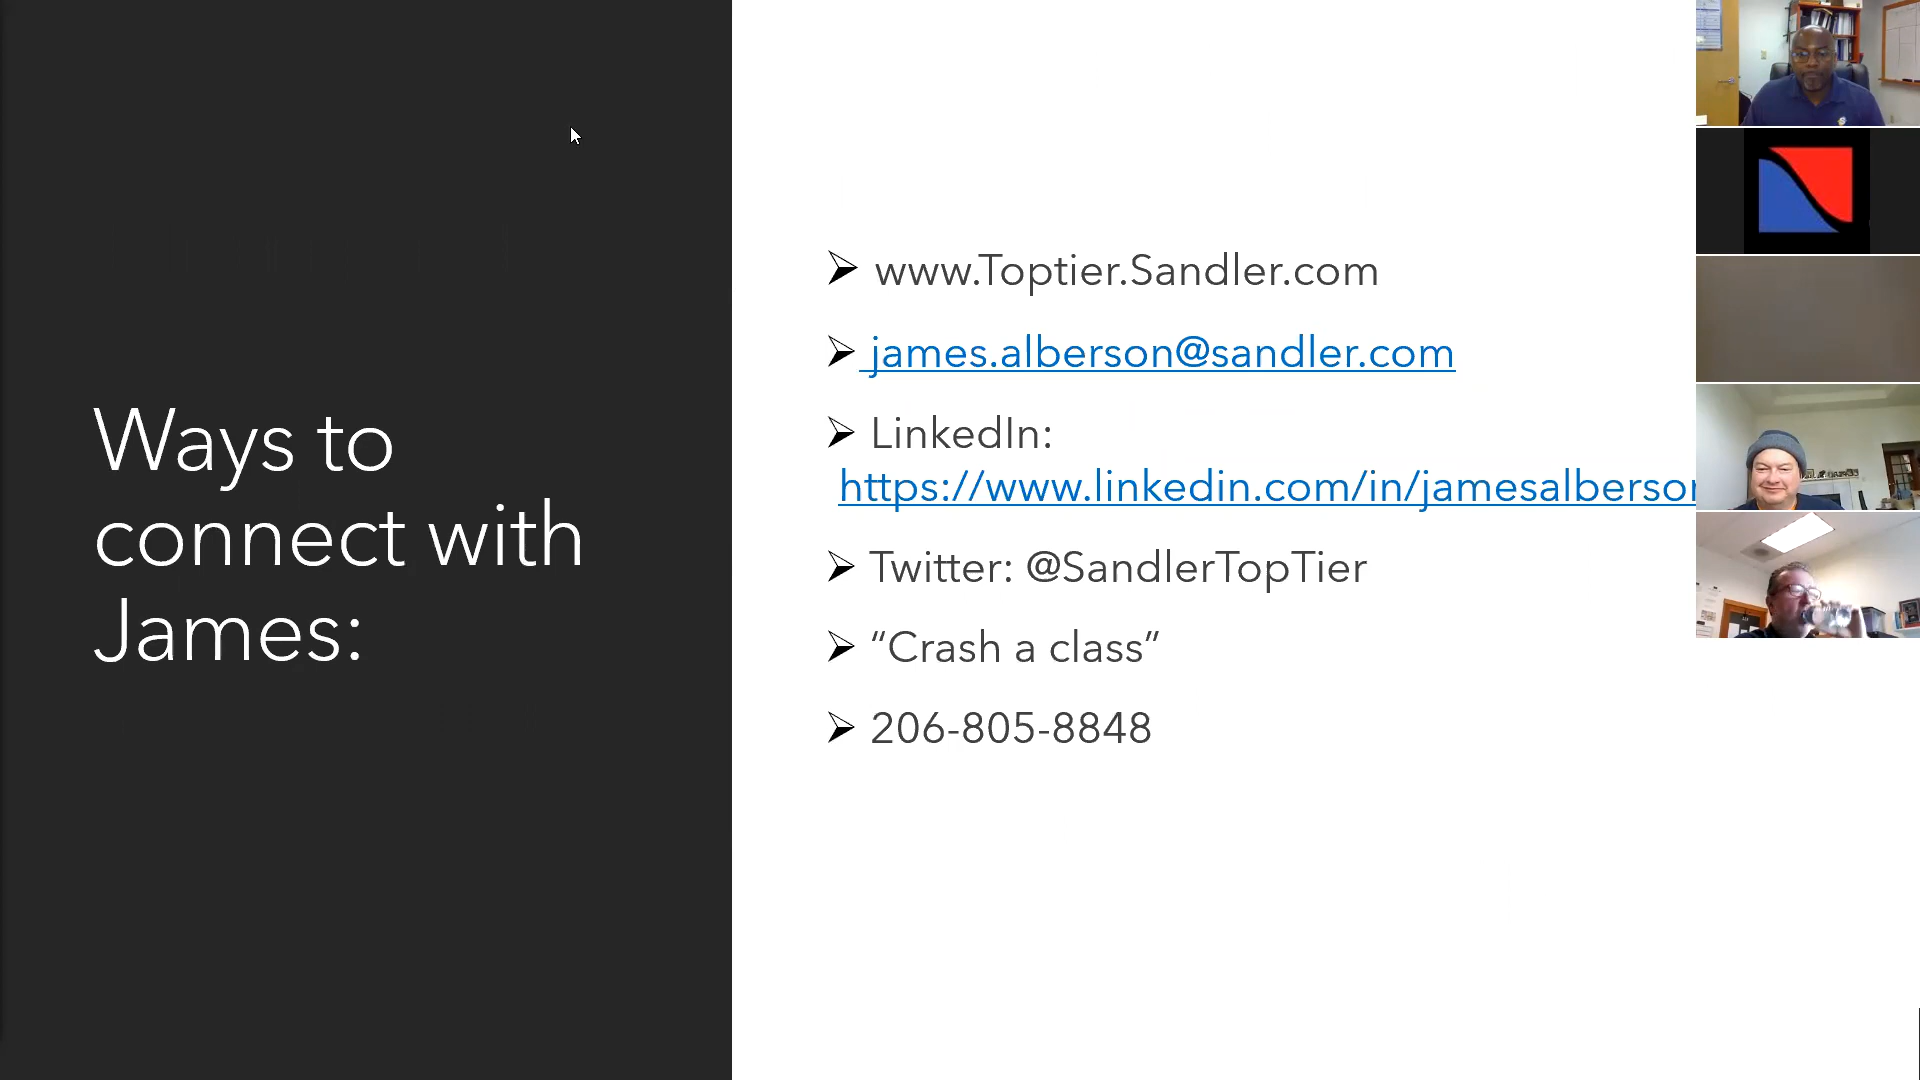 Ways to
connect with
James:
www.Toptier.Sandler.com
james.alberson@sandler.com
LinkedIn:
https://www.linkedin.com/in/jamesalberson
Twitter: @SandlerTopTier
“Crash a class”
206-805-8848